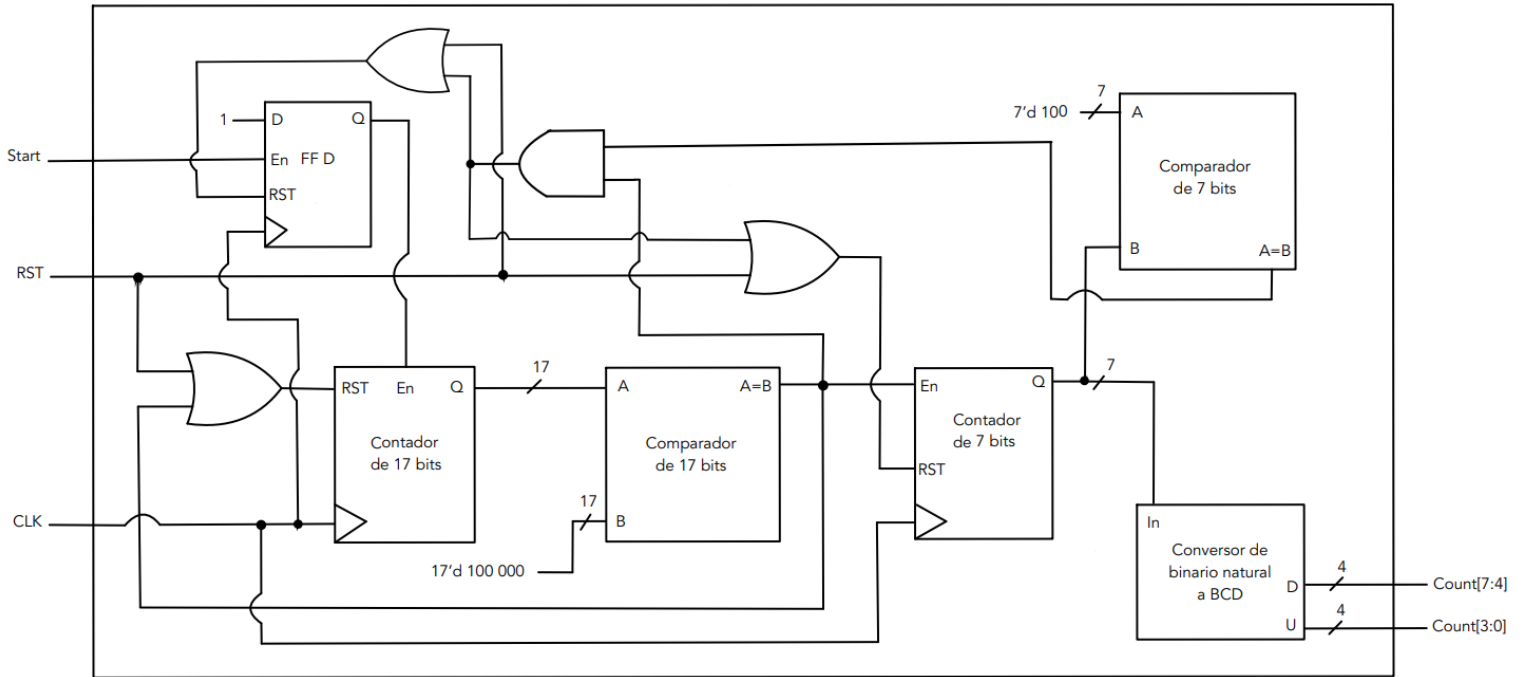 7
7'd 100
A
1
D
Q
Comparador
de 7 bits
Start
En
FF D
RST
B
A=B
RST
17
7
RST
En
Q
A
A=B
En
Q
Contador
de 17 bits
Comparador
de 17 bits
Contador
de 7 bits
RST
17
CLK
B
In
17'd 100 000
Conversor de
binario natural
a BCD
D
4
Count[7:4]
U
4
Count[3:0]